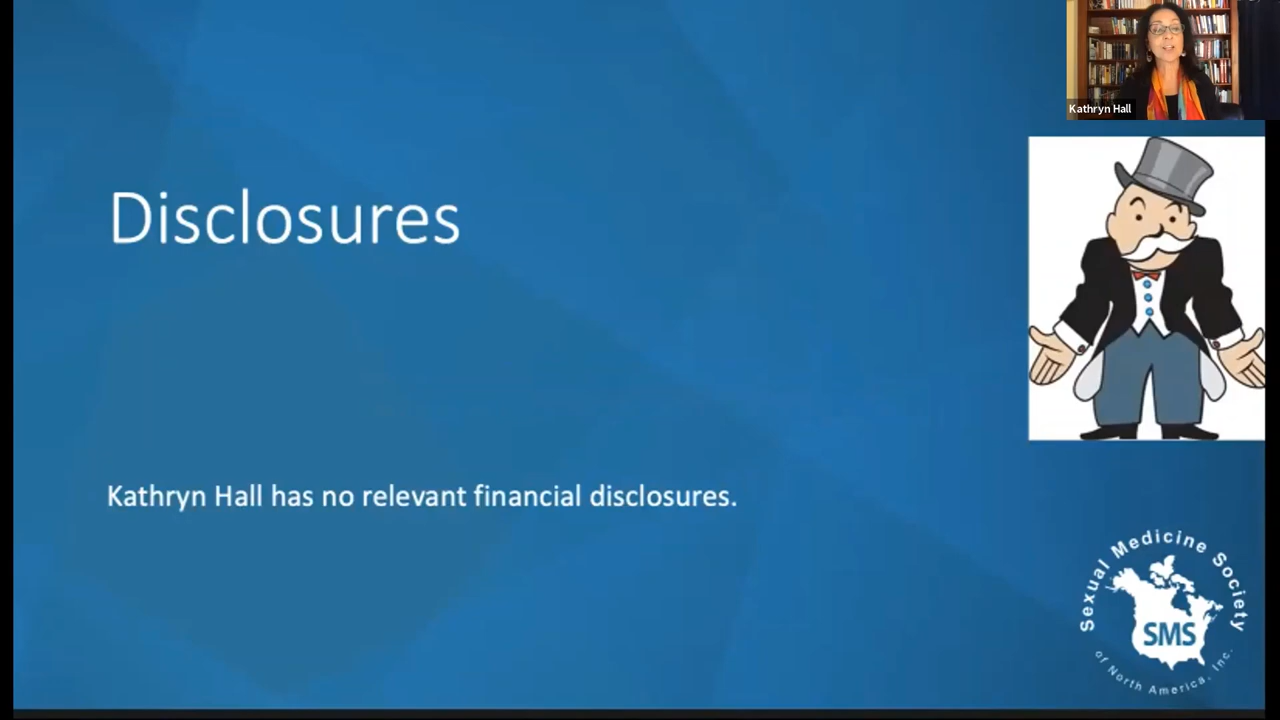 Kathryn Hall
Disclosures
Kathryn Hall has no relevant financial disclosures.
Sexual Medicine Society
SMS
of North America, Inc.